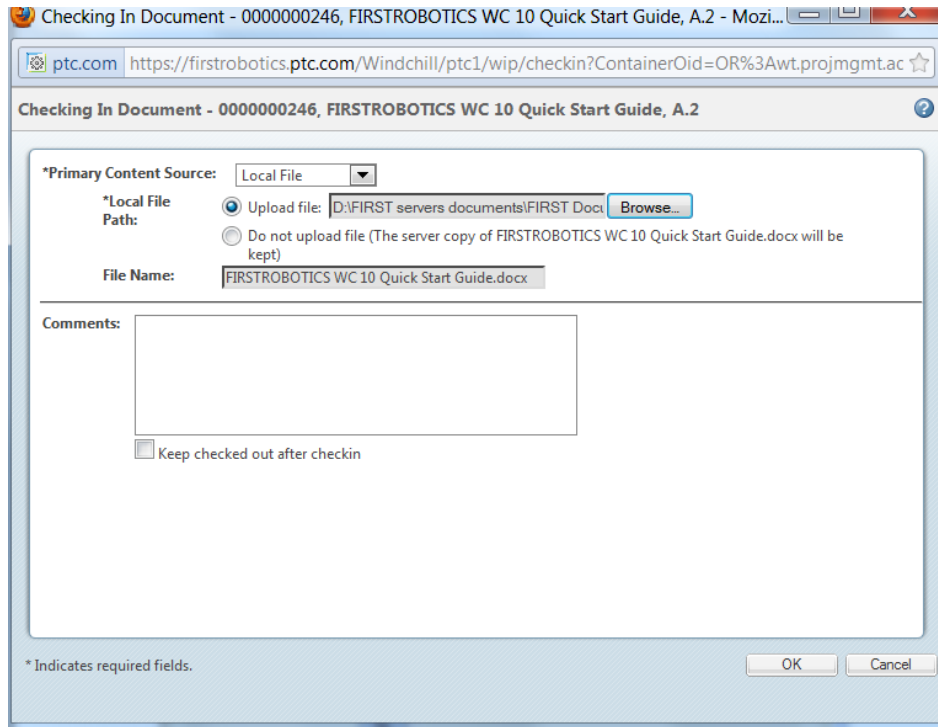 Checking In Document - 0000000246, FIRSTROBOTICS WC 10 Quick Start Guide, A.2 - Mozi...
ptc.com https://firstrobotics.ptc.com/Windchill/ptc1/wip/checkin?ContainerOid=OR%3Awt.projmgmt.ac
Checking In Document - 0000000246, FIRSTROBOTICS WC 10 Quick Start Guide, A.2
*Primary Content Source: Local File
*Local File Path: Upload file: D:\FIRST servers documents\FIRST Docu Browse...
Do not upload file (The server copy of FIRSTROBOTICS WC 10 Quick Start Guide.docx will be
kept)
File Name: FIRSTROBOTICS WC 10 Quick Start Guide.docx
Comments:
Keep checked out after checkin
* Indicates required fields. OK Cancel